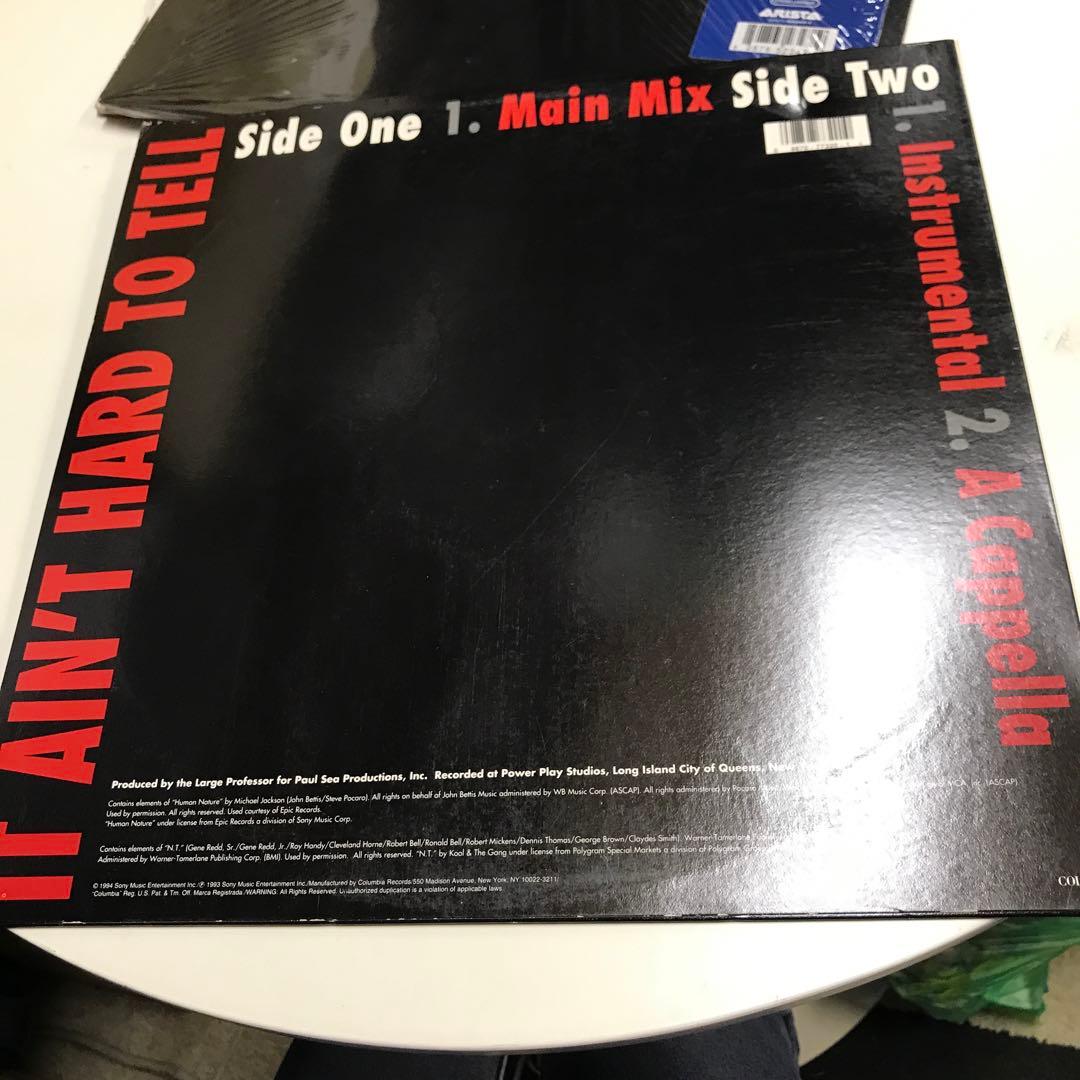 ARISTA
IT AIN'T HARD TO TELL
Side One 1. Main Mix Side Two
1. Instrumental 2. A Cappella
Produced by the Large Professor for Paul Sea Productions, Inc. Recorded at Power Play Studios, Long Island City of Queens, New
Contains elements of "Human Nature" by Michael Jackson (John Bettis/Steve Porcaro). All rights on behalf of John Bettis Music administered by WB Music Corp. (ASCAP). All rights administered by MCA (ASCAP)
Used by permission. All rights reserved. Used courtesy of Epic Records.
"Human Nature" under license from Epic Records a division of Sony Music Corp.
Contains elements of "N.T." (Gene Redd, Sr./Gene Redd, Jr./Roy Handy/Cleveland Horne/Robert Bell/Ronald Bell/Robert Mickens/Dennis Thomas/George Brown/Claydes Smith). Warner-Tamerlane
Administered by Warner-Tamerlane Publishing Corp. (BMI). Used by permission. All rights reserved. "N.T." by Kool & The Gang under license from Polygram Special Markets a division of Polygram
© 1994 Sony Music Entertainment Inc./℗ 1993 Sony Music Entertainment Inc./Manufactured by Columbia Records/550 Madison Avenue, New York, NY 10022-3211/
"Columbia" Reg. U.S. Pat. & Tm. Off. Marca Registrada./WARNING: All Rights Reserved. Unauthorized duplication is a violation of applicable laws.
COL